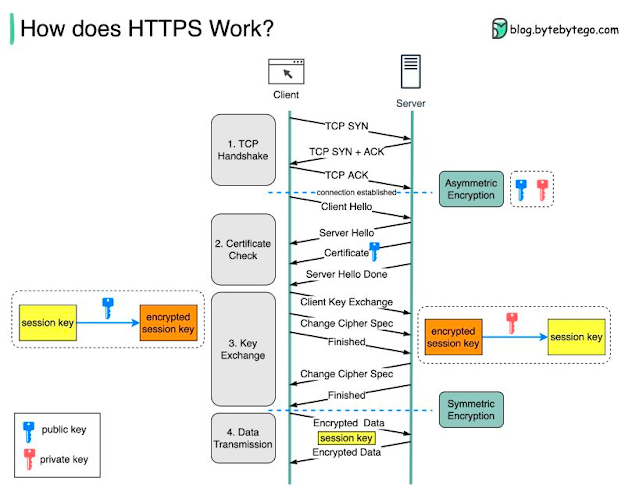 How does HTTPS Work?
blog.bytebytego.com
Client
Server
1. TCP
Handshake
TCP SYN
TCP SYN + ACK
TCP ACK
connection established
Asymmetric
Encryption
Client Hello
2. Certificate
Check
Server Hello
Certificate
Server Hello Done
3. Key
Exchange
Client Key Exchange
Change Cipher Spec
Finished
Change Cipher Spec
Finished
session key
encrypted
session key
encrypted
session key
session key
Symmetric
Encryption
4. Data
Transmission
Encrypted Data
session key
Encrypted Data
public key
private key